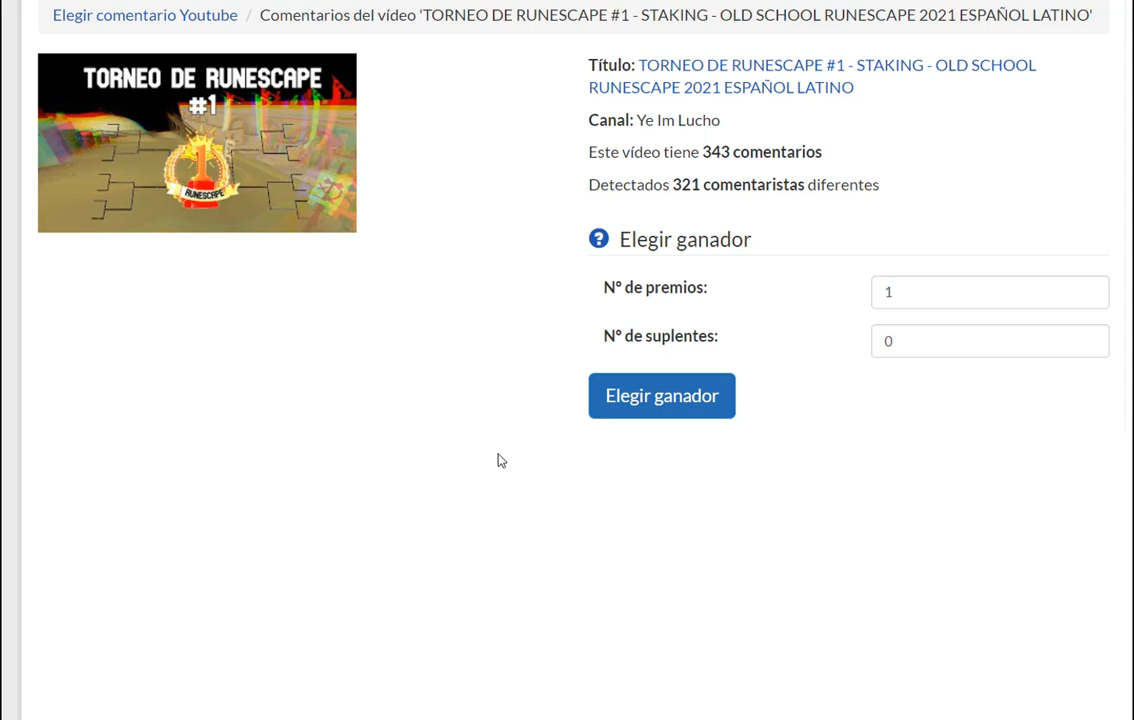 Elegir comentario Youtube / Comentarios del vídeo 'TORNEO DE RUNESCAPE #1 - STAKING - OLD SCHOOL RUNESCAPE 2021 ESPAÑOL LATINO'
TORNEO DE RUNESCAPE
#1
1
RUNESCAPE
Título: TORNEO DE RUNESCAPE #1 - STAKING - OLD SCHOOL
RUNESCAPE 2021 ESPAÑOL LATINO
Canal: Ye Im Lucho
Este vídeo tiene 343 comentarios
Detectados 321 comentaristas diferentes
? Elegir ganador
Nº de premios: 1
Nº de suplentes: 0
Elegir ganador